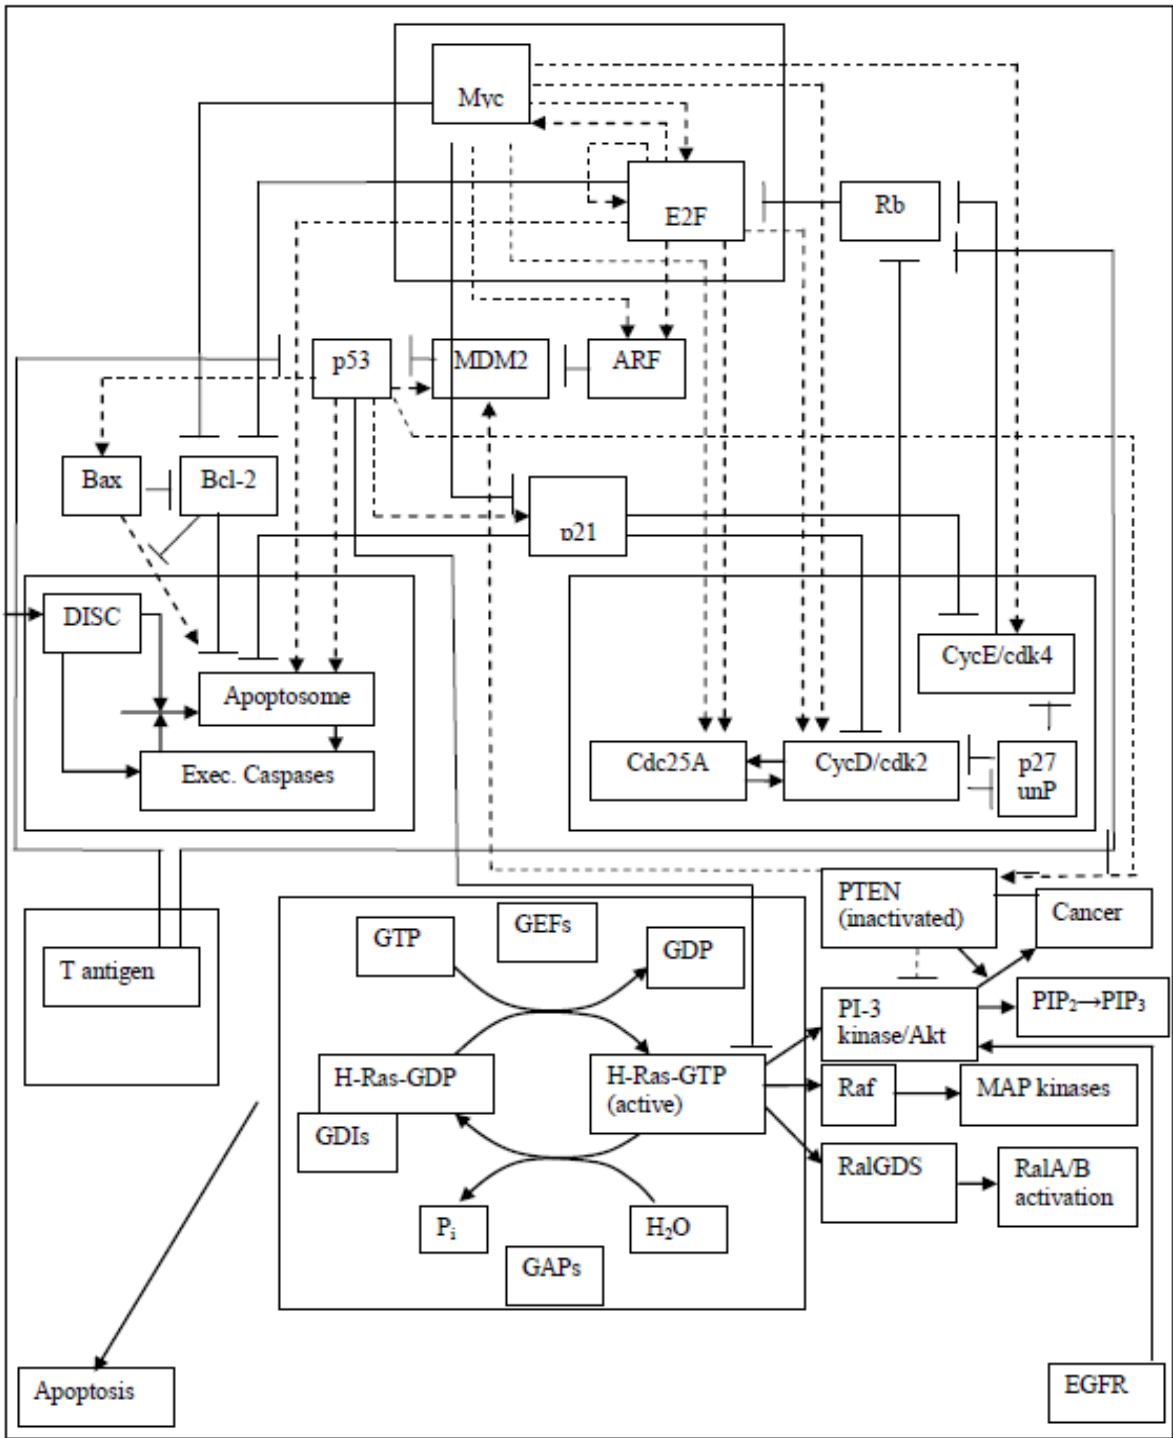 Myc
E2F
Rb
p53
MDM2
ARF
Bax
Bcl-2
p21
DISC
CycE/cdk4
Apoptosome
Cdc25A
CycD/cdk2
p27
unP
Exec. Caspases
PTEN
(inactivated)
Cancer
GTP
GEFs
GDP
T antigen
PI-3
kinase/Akt
PIP₂→PIP₃
H-Ras-GDP
H-Ras-GTP
(active)
Raf
MAP kinases
GDIs
RalGDS
RalA/B
activation
Pᵢ
H₂O
GAPs
Apoptosis
EGFR